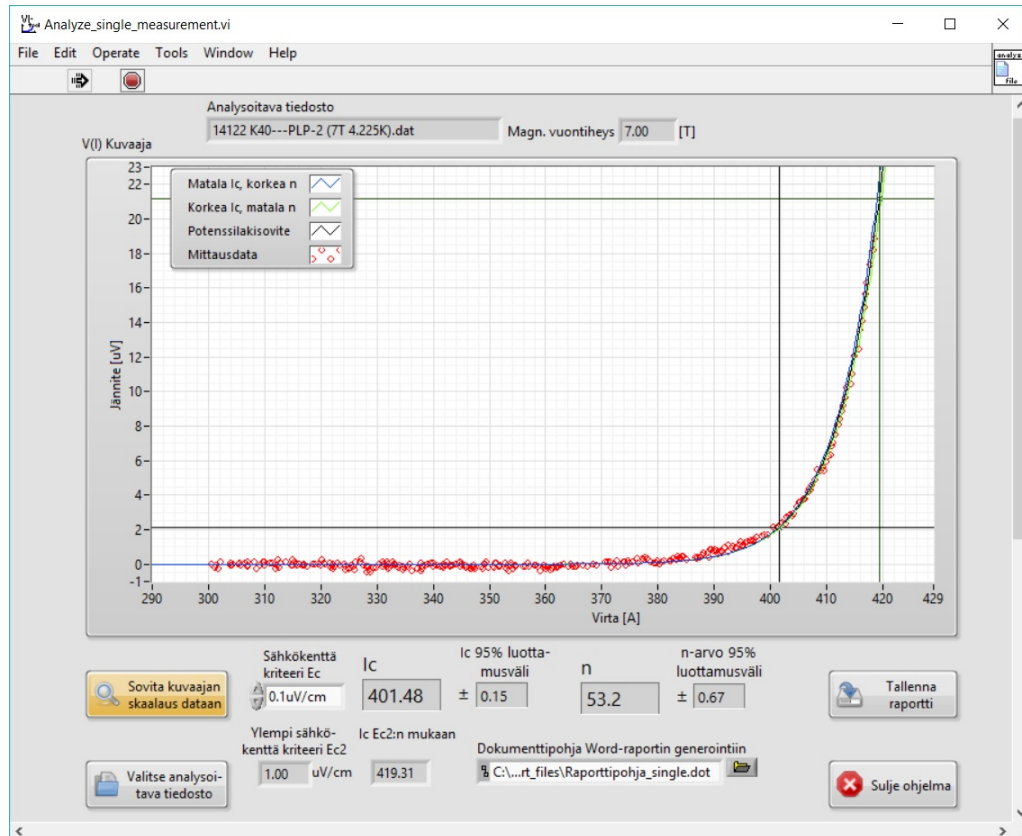 Analyze_single_measurement.vi
File Edit Operate Tools Window Help
Analysoitava tiedosto
14122 K40---PLP-2 (7T 4.225K).dat
Magn. vuontiheys 7.00 [T]
V(I) Kuvaaja
Matala Ic, korkea n
Korkea Ic, matala n
Potenssilakisovite
Mittausdata
Jännite [uV]
23
22
20
18
16
14
12
10
8
6
4
2
0
-1
290 300 310 320 330 340 350 360 370 380 390 400 410 420 429
Virta [A]
Sovita kuvaajan
skaalaus dataan
Sähkökenttä
kriteeri Ec
0.1uV/cm
Ic
401.48
Ic 95% luotta-
musväli
± 0.15
n
53.2
n-arvo 95%
luottamusväli
± 0.67
Tallenna
raportti
Valitse analysoi-
tava tiedosto
Ylempi sähkö-
kenttä kriteeri Ec2
1.00 uV/cm
Ic Ec2:n mukaan
419.31
Dokumenttipohja Word-raportin generointiin
C:\...rt_files\Raporttipohja_single.dot
Sulje ohjelma